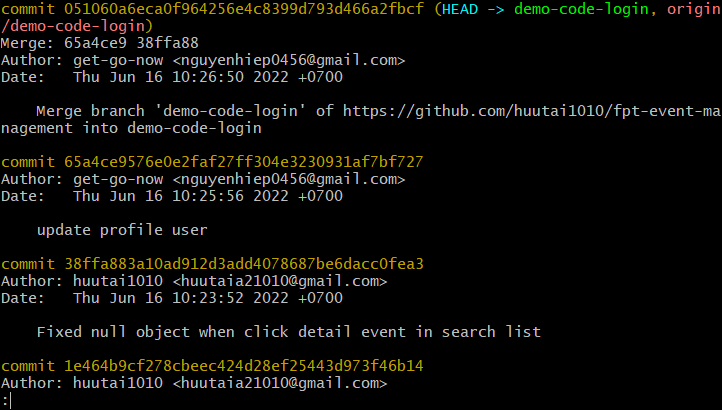 commit 051060a6eca0f964256e4c8399d793d466a2fbcf (HEAD -> demo-code-login, origin
/demo-code-login)
Merge: 65a4ce9 38ffa88
Author: get-go-now <nguyenhiep0456@gmail.com>
Date:   Thu Jun 16 10:26:50 2022 +0700
    Merge branch 'demo-code-login' of https://github.com/huutai1010/fpt-event-ma
nagement into demo-code-login
commit 65a4ce9576e0e2faf27ff304e3230931af7bf727
Author: get-go-now <nguyenhiep0456@gmail.com>
Date:   Thu Jun 16 10:25:56 2022 +0700
    update profile user
commit 38ffa883a10ad912d3add4078687be6dacc0fea3
Author: huutai1010 <huutaia21010@gmail.com>
Date:   Thu Jun 16 10:23:52 2022 +0700
    Fixed null object when click detail event in search list
commit 1e464b9cf278cbeec424d28ef25443d973f46b14
Author: huutai1010 <huutaia21010@gmail.com>
: